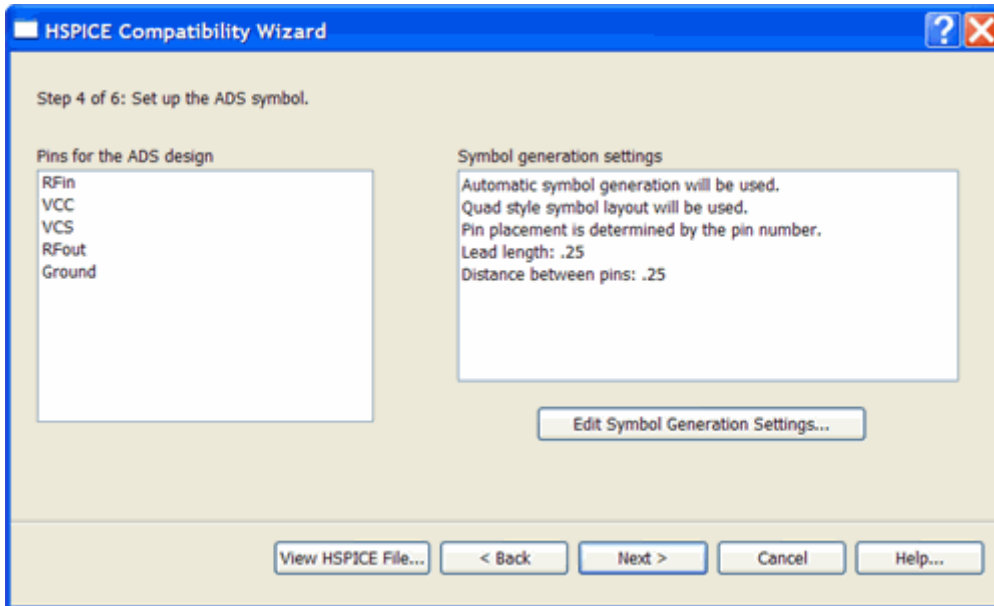 HSPICE Compatibility Wizard
Step 4 of 6: Set up the ADS symbol.
Pins for the ADS design
RFin
VCC
VCS
RFout
Ground
Symbol generation settings
Automatic symbol generation will be used.
Quad style symbol layout will be used.
Pin placement is determined by the pin number.
Lead length: .25
Distance between pins: .25
Edit Symbol Generation Settings...
View HSPICE File...
< Back
Next >
Cancel
Help...